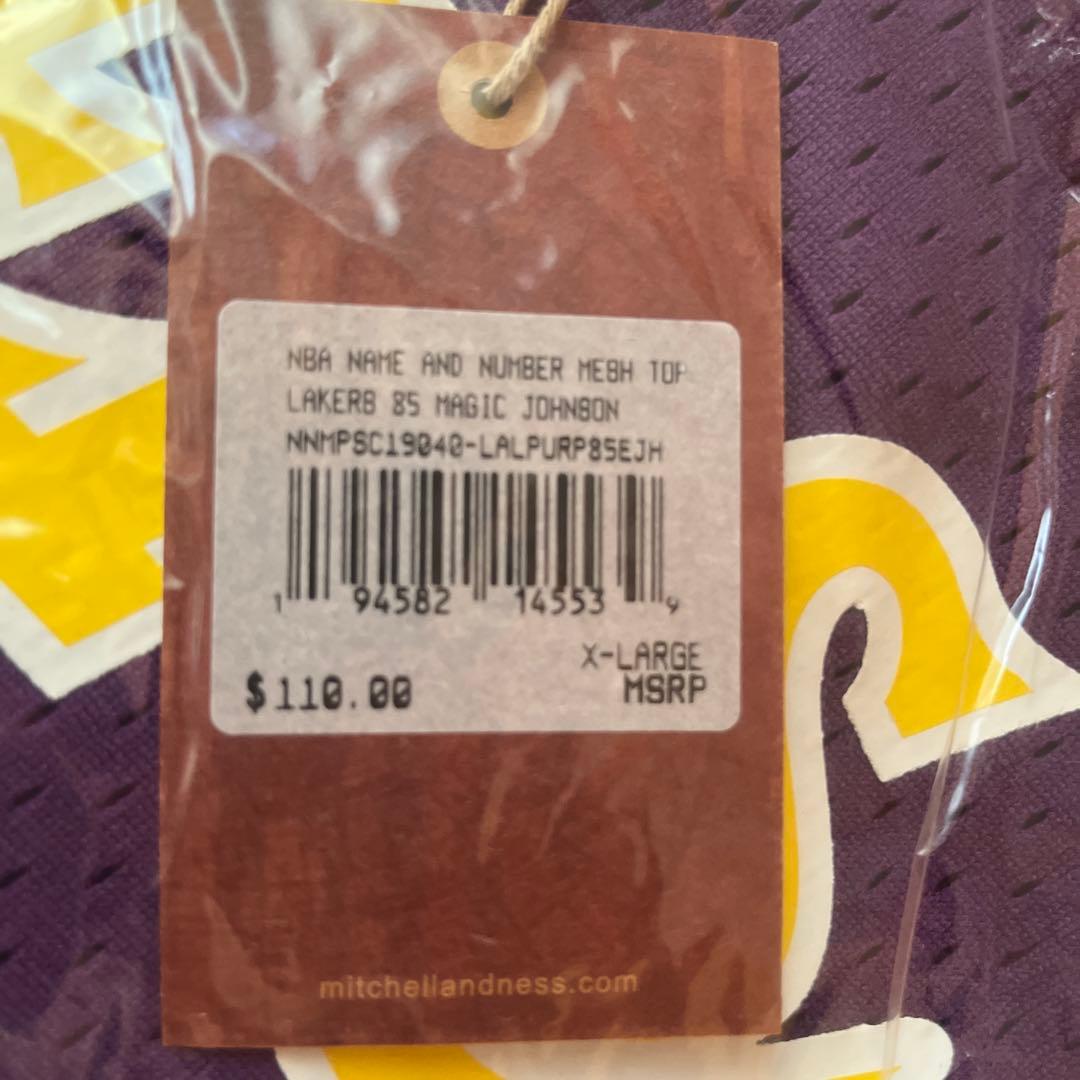 NBA NAME AND NUMBER MESH TOP
LAKERS 85 MAGIC JOHNSON
NNMPSC19040-LALPURP85EJH
1 94582 14553 9
X-LARGE
$110.00 MSRP
mitchellandness.com